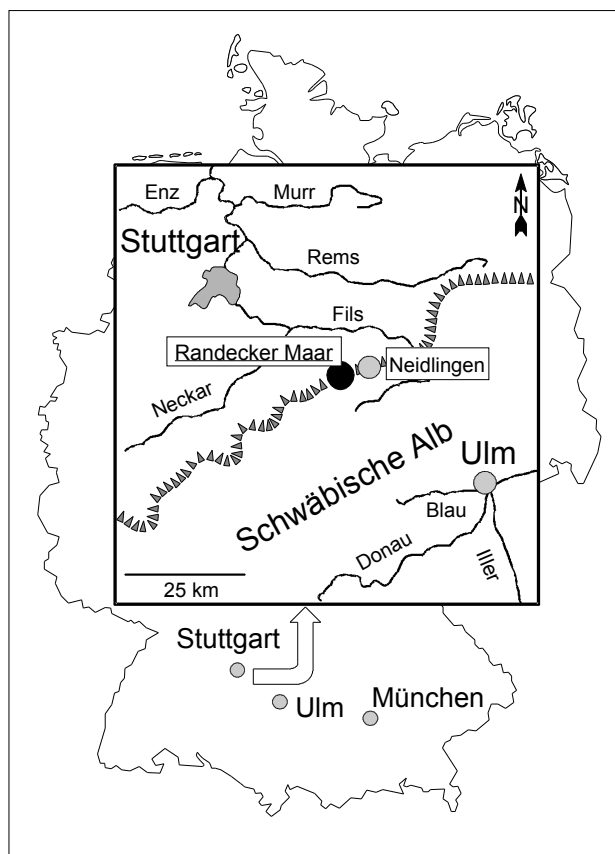 Enz
Murr
N
Stuttgart
Rems
Fils
Randecker Maar
Neidlingen
Neckar
Schwäbische Alb
Ulm
Blau
Donau
Iller
25 km
Stuttgart
Ulm
München